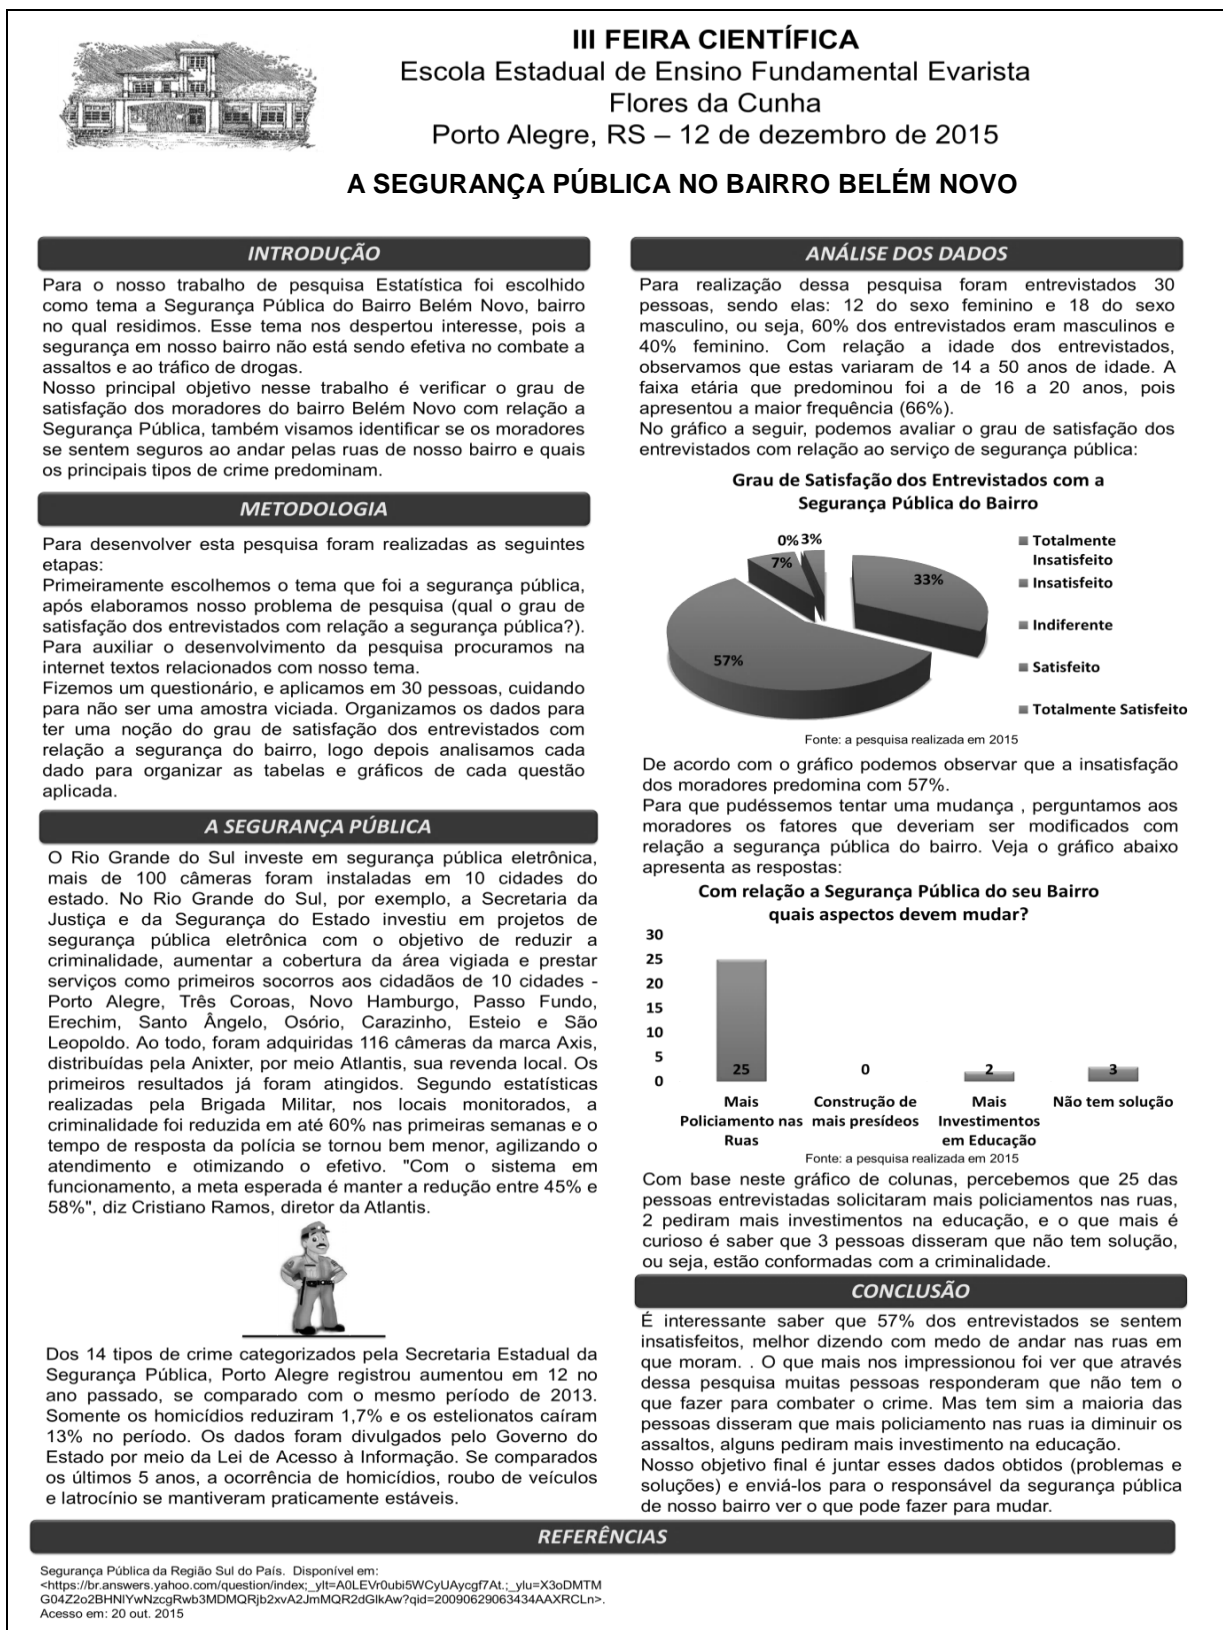 III FEIRA CIENTÍFICA
Escola Estadual de Ensino Fundamental Evarista
Flores da Cunha
Porto Alegre, RS – 12 de dezembro de 2015
A SEGURANÇA PÚBLICA NO BAIRRO BELÉM NOVO
INTRODUÇÃO
Para o nosso trabalho de pesquisa Estatística foi escolhido
como tema a Segurança Pública do Bairro Belém Novo, bairro
no qual residimos. Esse tema nos despertou interesse, pois a
segurança em nosso bairro não está sendo efetiva no combate a
assaltos e ao tráfico de drogas.
Nosso principal objetivo nesse trabalho é verificar o grau de
satisfação dos moradores do bairro Belém Novo com relação a
Segurança Pública, também visamos identificar se os moradores
se sentem seguros ao andar pelas ruas de nosso bairro e quais
os principais tipos de crime predominam.
METODOLOGIA
Para desenvolver esta pesquisa foram realizadas as seguintes
etapas:
Primeiramente escolhemos o tema que foi a segurança pública,
após elaboramos nosso problema de pesquisa (qual o grau de
satisfação dos entrevistados com relação a segurança pública?).
Para auxiliar o desenvolvimento da pesquisa procuramos na
internet textos relacionados com nosso tema.
Fizemos um questionário, e aplicamos em 30 pessoas, cuidando
para não ser uma amostra viciada. Organizamos os dados para
ter uma noção do grau de satisfação dos entrevistados com
relação a segurança do bairro, logo depois analisamos cada
dado para organizar as tabelas e gráficos de cada questão
aplicada.
A SEGURANÇA PÚBLICA
O Rio Grande do Sul investe em segurança pública eletrônica,
mais de 100 câmeras foram instaladas em 10 cidades do
estado. No Rio Grande do Sul, por exemplo, a Secretaria da
Justiça e da Segurança do Estado investiu em projetos de
segurança pública eletrônica com o objetivo de reduzir a
criminalidade, aumentar a cobertura da área vigiada e prestar
serviços como primeiros socorros aos cidadãos de 10 cidades -
Porto Alegre, Três Coroas, Novo Hamburgo, Passo Fundo,
Erechim, Santo Ângelo, Osório, Carazinho, Esteio e São
Leopoldo. Ao todo, foram adquiridas 116 câmeras da marca Axis,
distribuídas pela Anixter, por meio Atlantis, sua revenda local. Os
primeiros resultados já foram atingidos. Segundo estatísticas
realizadas pela Brigada Militar, nos locais monitorados, a
criminalidade foi reduzida em até 60% nas primeiras semanas e o
tempo de resposta da polícia se tornou bem menor, agilizando o
atendimento e otimizando o efetivo. "Com o sistema em
funcionamento, a meta esperada é manter a redução entre 45% e
58%", diz Cristiano Ramos, diretor da Atlantis.
Dos 14 tipos de crime categorizados pela Secretaria Estadual da
Segurança Pública, Porto Alegre registrou aumentou em 12 no
ano passado, se comparado com o mesmo período de 2013.
Somente os homicídios reduziram 1,7% e os estelionatos caíram
13% no período. Os dados foram divulgados pelo Governo do
Estado por meio da Lei de Acesso à Informação. Se comparados
os últimos 5 anos, a ocorrência de homicídios, roubo de veículos
e latrocínio se mantiveram praticamente estáveis.
ANÁLISE DOS DADOS
Para realização dessa pesquisa foram entrevistados 30
pessoas, sendo elas: 12 do sexo feminino e 18 do sexo
masculino, ou seja, 60% dos entrevistados eram masculinos e
40% feminino. Com relação a idade dos entrevistados,
observamos que estas variaram de 14 a 50 anos de idade. A
faixa etária que predominou foi a de 16 a 20 anos, pois
apresentou a maior frequência (66%).
No gráfico a seguir, podemos avaliar o grau de satisfação dos
entrevistados com relação ao serviço de segurança pública:
Grau de Satisfação dos Entrevistados com a
Segurança Pública do Bairro
0% 3%
7%
33%
57%
Totalmente
Insatisfeito
Insatisfeito
Indiferente
Satisfeito
Totalmente Satisfeito
Fonte: a pesquisa realizada em 2015
De acordo com o gráfico podemos observar que a insatisfação
dos moradores predomina com 57%.
Para que pudéssemos tentar uma mudança , perguntamos aos
moradores os fatores que deveriam ser modificados com
relação a segurança pública do bairro. Veja o gráfico abaixo
apresenta as respostas:
Com relação a Segurança Pública do seu Bairro
quais aspectos devem mudar?
30
25
20
15
10
5
0
25 0 2 3
Mais Construção de Mais Não tem solução
Policiamento nas mais presídeos Investimentos
Ruas em Educação
Fonte: a pesquisa realizada em 2015
Com base neste gráfico de colunas, percebemos que 25 das
pessoas entrevistadas solicitaram mais policiamentos nas ruas,
2 pediram mais investimentos na educação, e o que mais é
curioso é saber que 3 pessoas disseram que não tem solução,
ou seja, estão conformadas com a criminalidade.
CONCLUSÃO
É interessante saber que 57% dos entrevistados se sentem
insatisfeitos, melhor dizendo com medo de andar nas ruas em
que moram. . O que mais nos impressionou foi ver que através
dessa pesquisa muitas pessoas responderam que não tem o
que fazer para combater o crime. Mas tem sim a maioria das
pessoas disseram que mais policiamento nas ruas ia diminuir os
assaltos, alguns pediram mais investimento na educação.
Nosso objetivo final é juntar esses dados obtidos (problemas e
soluções) e enviá-los para o responsável da segurança pública
de nosso bairro ver o que pode fazer para mudar.
REFERÊNCIAS
Segurança Pública da Região Sul do País. Disponível em:
<https://br.answers.yahoo.com/question/index;_ylt=A0LEVr0ubi5WCyUAycgf7At.;_ylu=X3oDMTM
G04Z2o2BHNlYwNzcgRwb3MDMQRjb2xvA2JmMQR2dGlkAw?qid=20090629063434AAXRCLn>.
Acesso em: 20 out. 2015